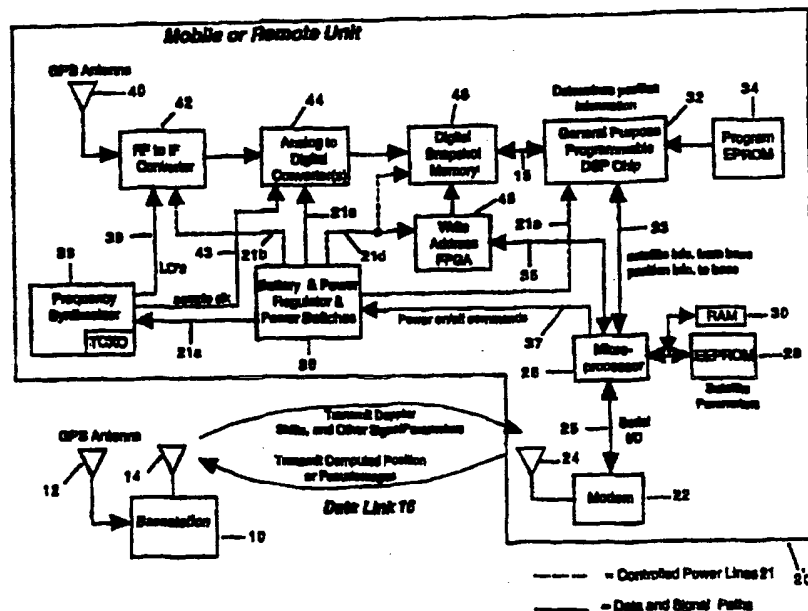 Mobile or Remote Unit
GPS Antenna
40
42
44
46
Determines position
information
32
34
RF to IF
Converter
Analog to
Digital
Converter(s)
Digital
Snapshot
Memory
General Purpose
Programmable
DSP Chip
Program
EPROM
48
Write
Address
FPGA
39
43
21b
21d
35
33
38
LO's
sample clk
satellite info. from base
position info. to base
Frequency
Synthesizer
TCXO
Battery & Power
Regulator &
Power Switches
Power on/off commands
21a
37
RAM
30
Micro-
processor
EEPROM
26
Satellite
Parameters
GPS Antenna
Transmit Doppler
Shifts, and Other Signal Parameters
25
Serial
I/O
12
14
Transmit Computed Position
or Pseudoranges
24
Data Link 16
Modem
22
Basestation
10
= Controlled Power Lines 21
= Data and Signal Paths